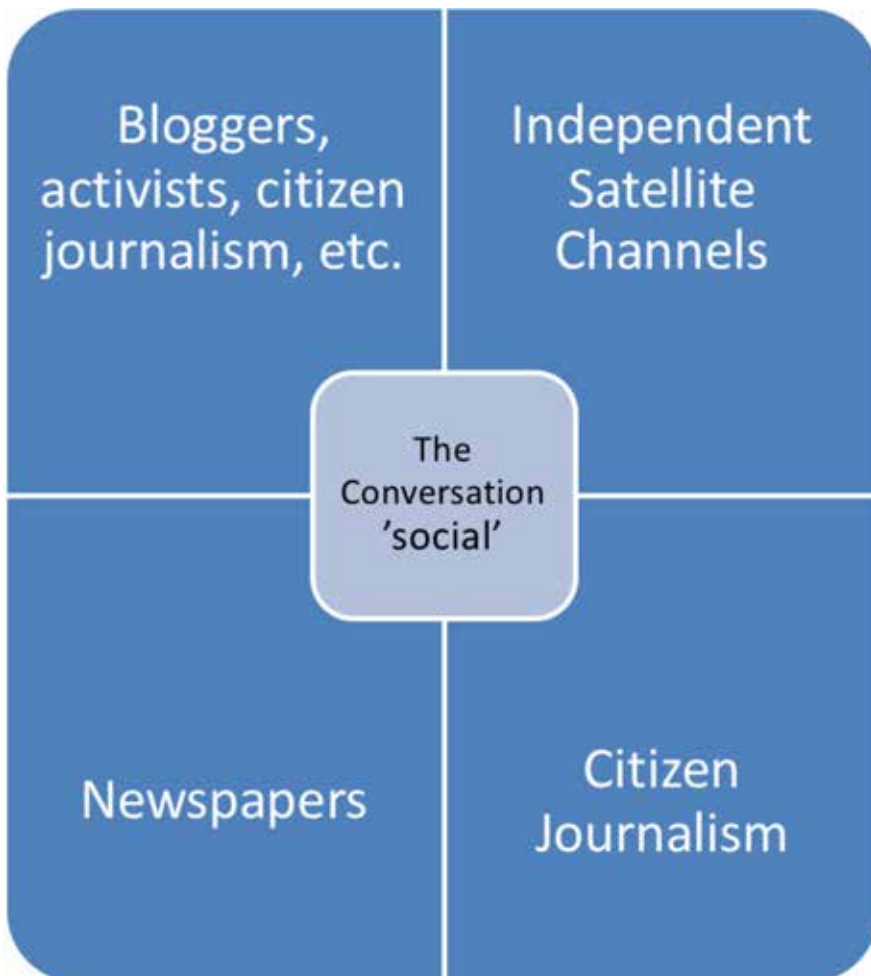 Bloggers,
activists, citizen
journalism, etc.
Independent
Satellite
Channels
The
Conversation
’social’
Newspapers
Citizen
Journalism